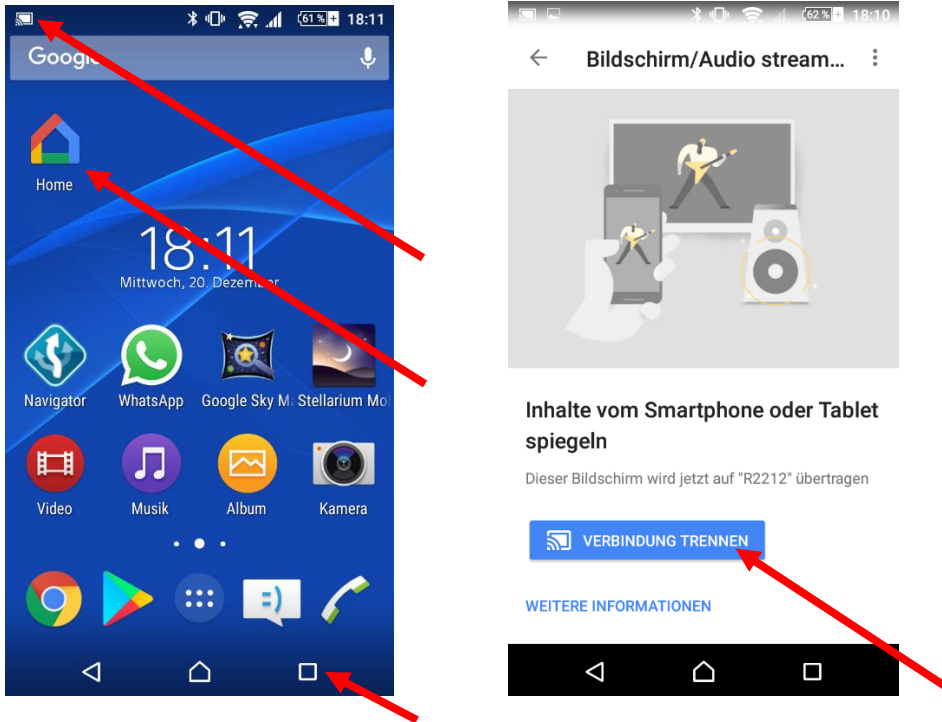 61% 18:11
Google
Home
18:11
Mittwoch, 20. Dezember
Navigator WhatsApp Google Sky Ma Stellarium Mo
Video Musik Album Kamera
62% 18:10
Bildschirm/Audio stream...
Inhalte vom Smartphone oder Tablet
spiegeln
Dieser Bildschirm wird jetzt auf "R2212" übertragen
VERBINDUNG TRENNEN
WEITERE INFORMATIONEN